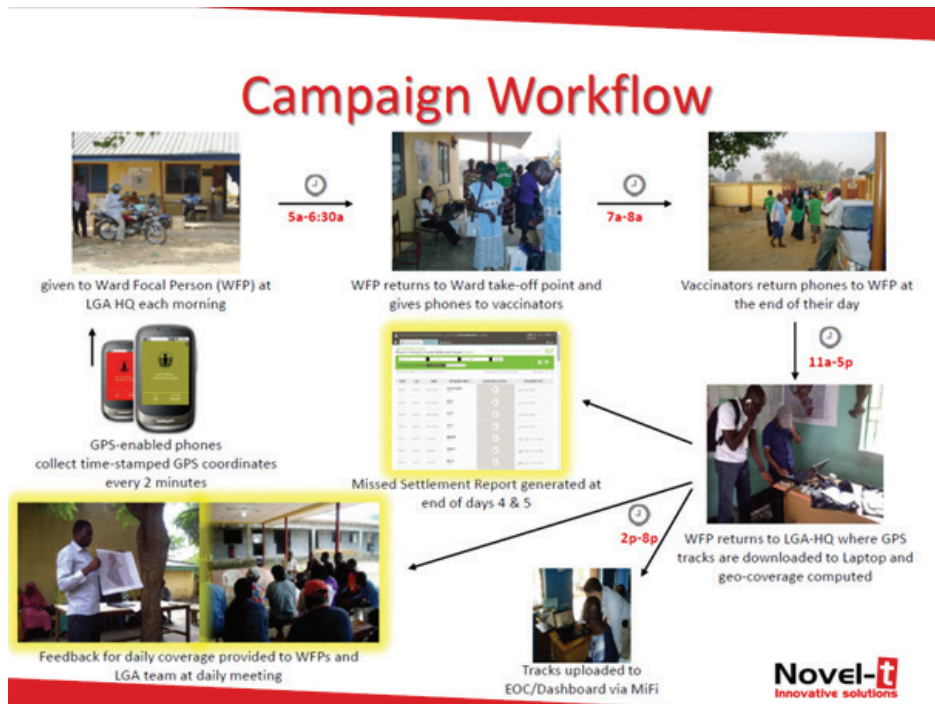 Campaign Workflow
5a-6:30a
7a-8a
given to Ward Focal Person (WFP) at
LGA HQ each morning
WFP returns to Ward take-off point and
gives phones to vaccinators
Vaccinators return phones to WFP at
the end of their day
11a-5p
GPS-enabled phones
collect time-stamped GPS coordinates
every 2 minutes
Missed Settlement Report generated at
end of days 4 & 5
2p-8p
WFP returns to LGA-HQ where GPS
tracks are downloaded to Laptop and
geo-coverage computed
Feedback for daily coverage provided to WFPs and
LGA team at daily meeting
Tracks uploaded to
EOC/Dashboard via MiFi
Novel-t
Innovative solutions